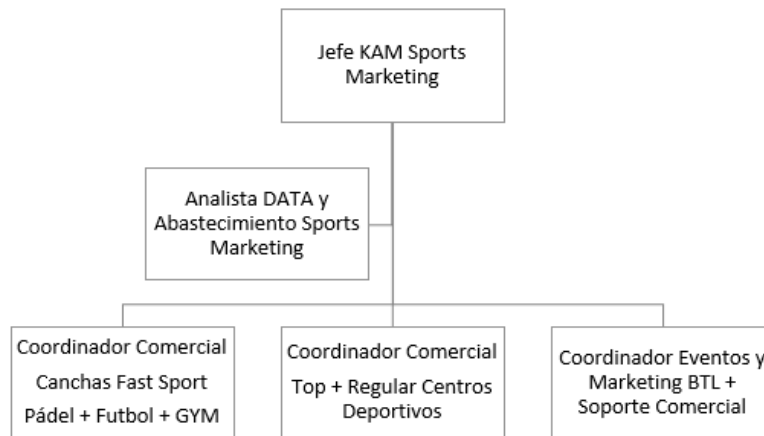 Jefe KAM Sports
Marketing
Analista DATA y
Abastecimiento Sports
Marketing
Coordinador Comercial
Canchas Fast Sport
Pádel + Futbol + GYM
Coordinador Comercial
Top + Regular Centros
Deportivos
Coordinador Eventos y
Marketing BTL +
Soporte Comercial